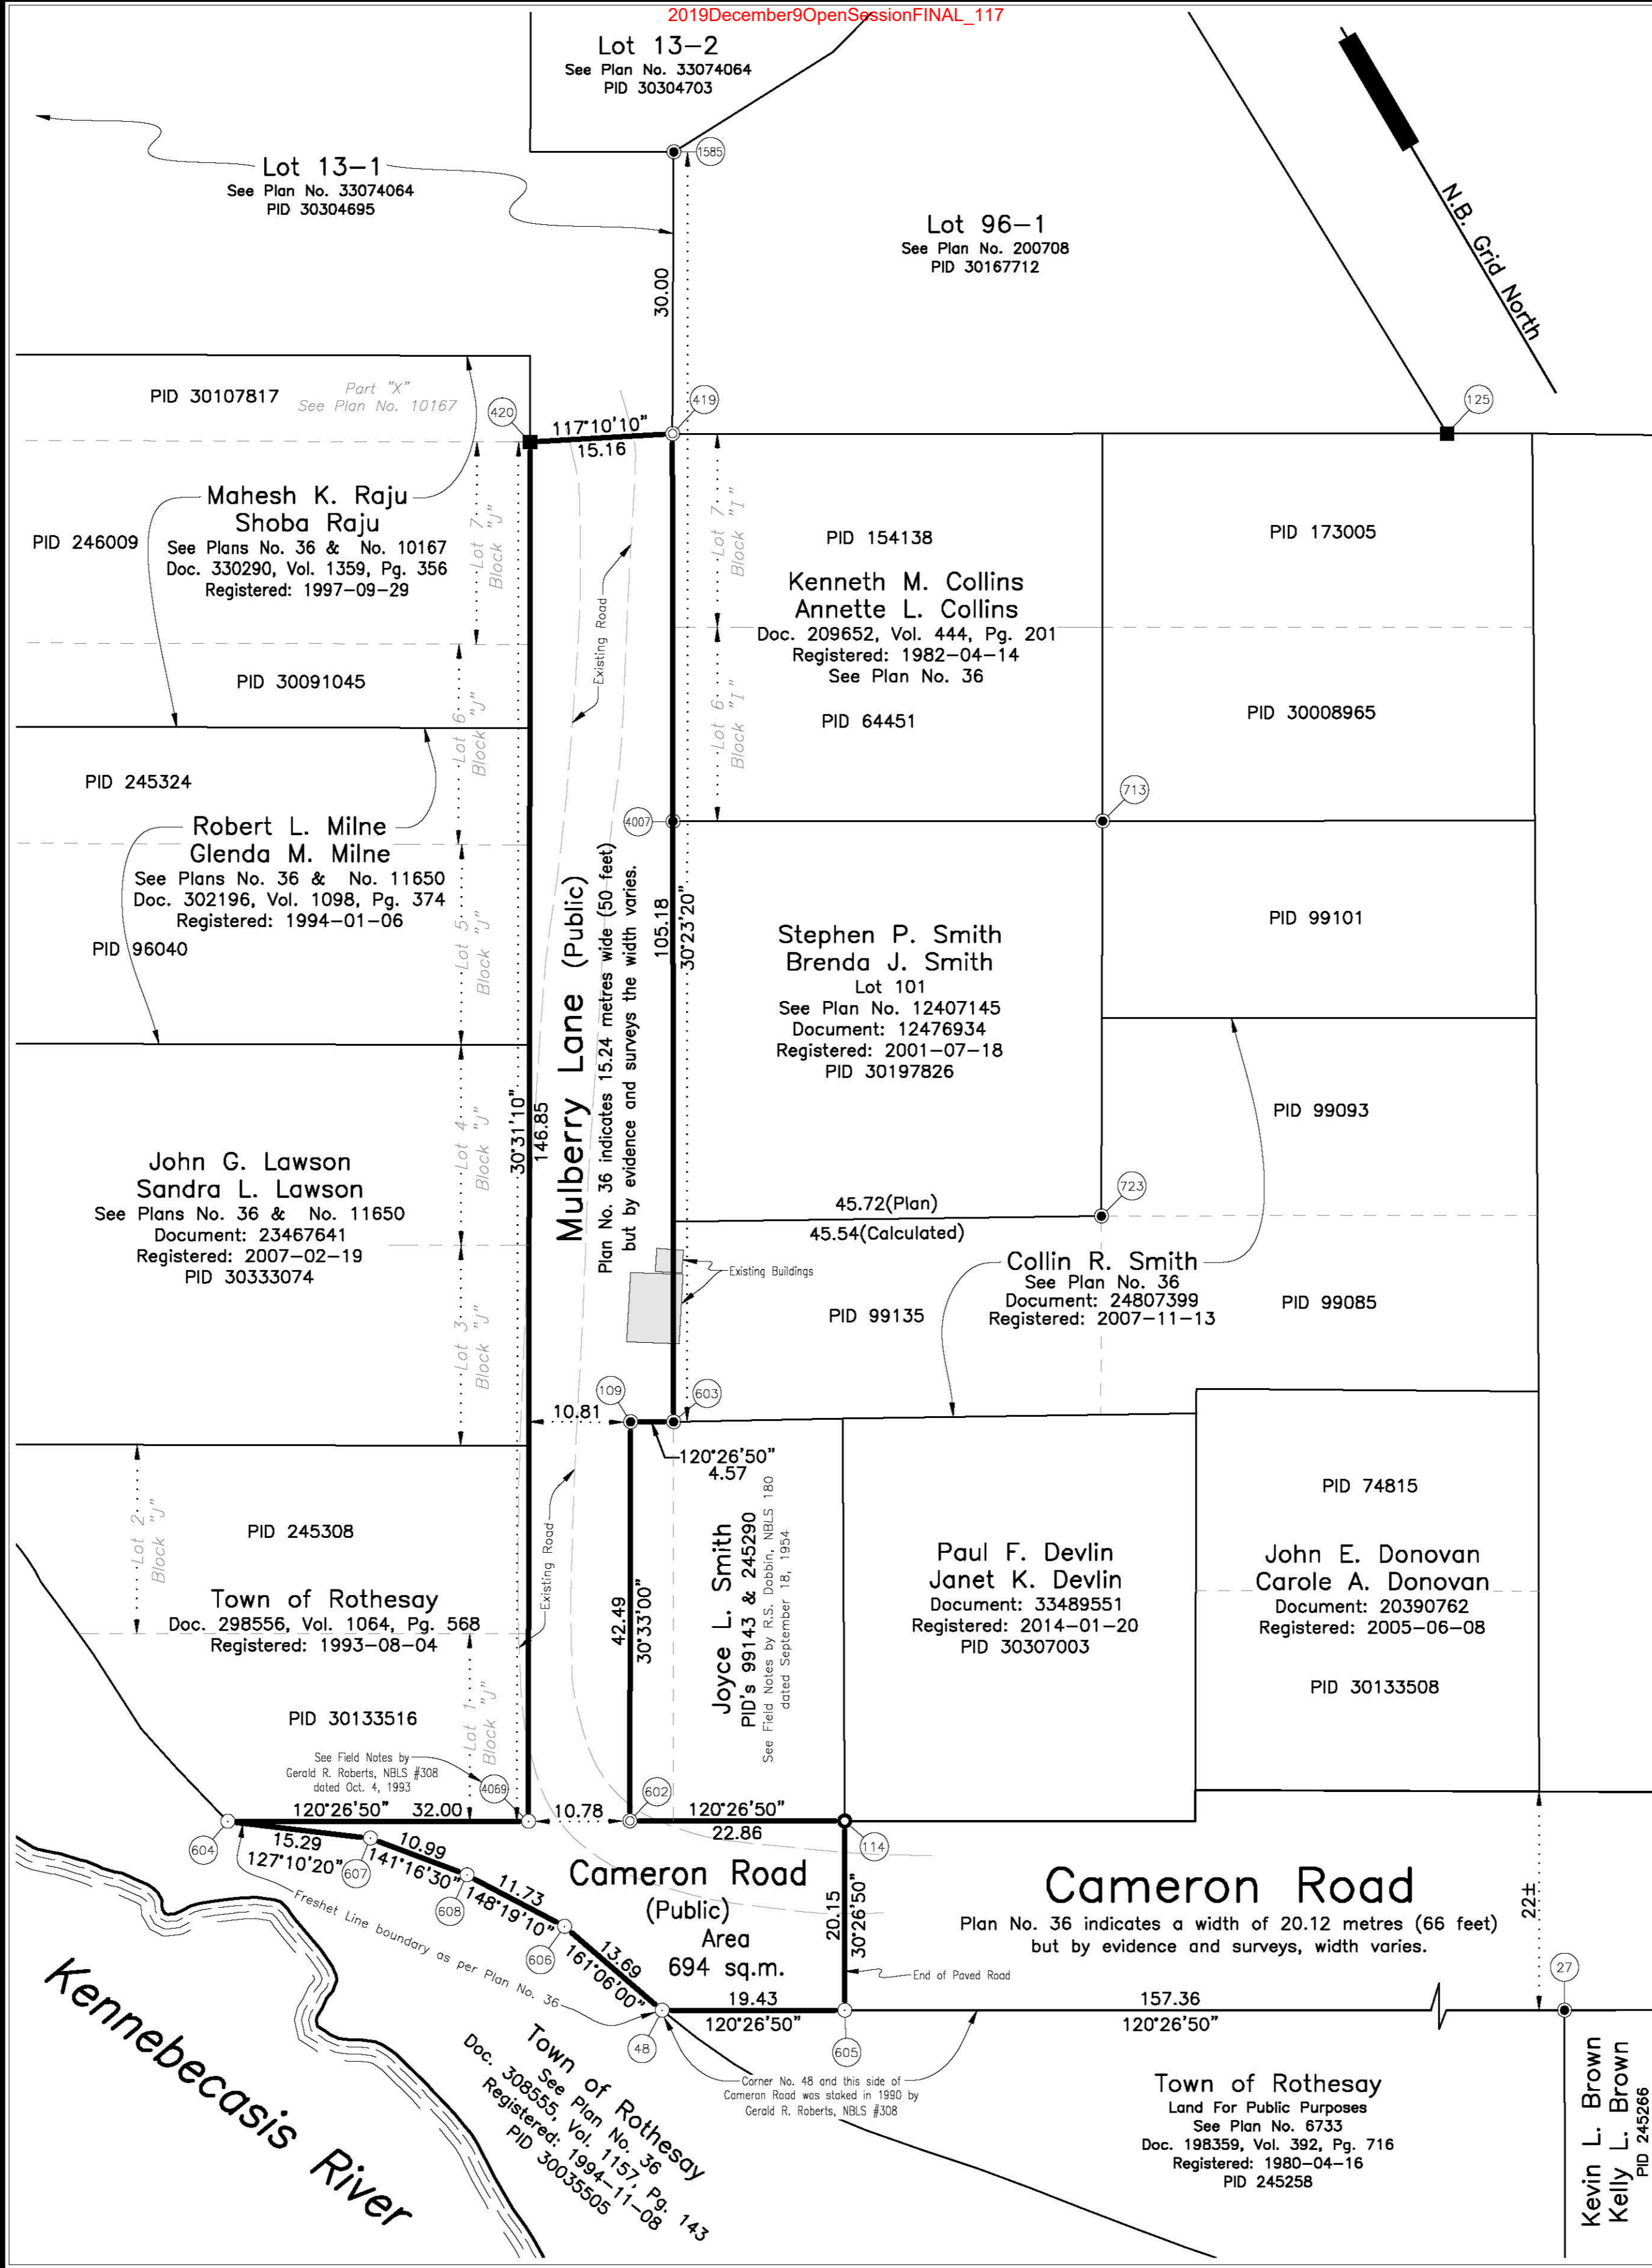 2019December9OpenSessionFINAL_117
Lot 13-2
See Plan No. 33074064
PID 30304703
1585
Lot 13-1
See Plan No. 33074064
PID 30304695
Lot 96-1
See Plan No. 200708
PID 30167712
N.B. Grid North
30.00
PID 30107817
Part "X"
See Plan No. 10167
420
117°10'10"
15.16
419
125
Mahesh K. Raju
Shoba Raju
See Plans No. 36 & No. 10167
Doc. 330290, Vol. 1359, Pg. 356
Registered: 1997-09-29
PID 246009
Lot 7
Block "J"
PID 30091045
Existing Road
Lot 7
Block "I"
PID 154138
Kenneth M. Collins
Annette L. Collins
Doc. 209652, Vol. 444, Pg. 201
Registered: 1982-04-14
See Plan No. 36
PID 64451
Lot 6
Block "I"
PID 173005
PID 30008965
Lot 6
Block "J"
PID 245324
Robert L. Milne
Glenda M. Milne
See Plans No. 36 & No. 11650
Doc. 302196, Vol. 1098, Pg. 374
Registered: 1994-01-06
PID 96040
Lot 5
Block "J"
4007
713
Mulberry Lane (Public)
Plan No. 36 indicates 15.24 metres wide (50 feet)
but by evidence and surveys the width varies.
105.18
30°23'20"
Stephen P. Smith
Brenda J. Smith
Lot 101
See Plan No. 12407145
Document: 12476934
Registered: 2001-07-18
PID 30197826
PID 99101
PID 99093
30°31'10"
146.85
Lot 4
Block "J"
John G. Lawson
Sandra L. Lawson
See Plans No. 36 & No. 11650
Document: 23467641
Registered: 2007-02-19
PID 30333074
Lot 3
Block "J"
45.72(Plan)
45.54(Calculated)
723
Existing Buildings
Collin R. Smith
See Plan No. 36
Document: 24807399
Registered: 2007-11-13
PID 99135
PID 99085
109
603
10.81
120°26'50"
4.57
Lot 2
Block "J"
PID 245308
Town of Rothesay
Doc. 298556, Vol. 1064, Pg. 568
Registered: 1993-08-04
PID 30133516
Lot 1
Block "J"
Existing Road
42.49
30°33'00"
Joyce L. Smith
PID's 99143 & 245290
See Field Notes by R.S. Dobbin, NBLS 180
dated September 18, 1954
Paul F. Devlin
Janet K. Devlin
Document: 33489551
Registered: 2014-01-20
PID 30307003
PID 74815
John E. Donovan
Carole A. Donovan
Document: 20390762
Registered: 2005-06-08
PID 30133508
See Field Notes by
Gerald R. Roberts, NBLS #308
dated Oct. 4, 1993
4069
602
120°26'50" 32.00
10.78
120°26'50"
22.86
114
604
15.29
127°10'20"
607
10.99
141°16'30"
608
11.73
148°19'10"
606
13.69
161°06'00"
Freshet Line boundary as per Plan No. 36
Cameron Road
(Public)
Area
694 sq.m.
20.15
30°26'50"
Cameron Road
Plan No. 36 indicates a width of 20.12 metres (66 feet)
but by evidence and surveys, width varies.
22±
End of Paved Road
19.43
120°26'50"
157.36
120°26'50"
27
48
605
Corner No. 48 and this side of
Cameron Road was staked in 1990 by
Gerald R. Roberts, NBLS #308
Kennebecasis River
Town of Rothesay
See Plan No. 36
Doc. 308555, Vol. 1157, Pg. 143
Registered: 1994-11-08
PID 30035505
Town of Rothesay
Land For Public Purposes
See Plan No. 6733
Doc. 198359, Vol. 392, Pg. 716
Registered: 1980-04-16
PID 245258
Kevin L. Brown
Kelly L. Brown
PID 245266